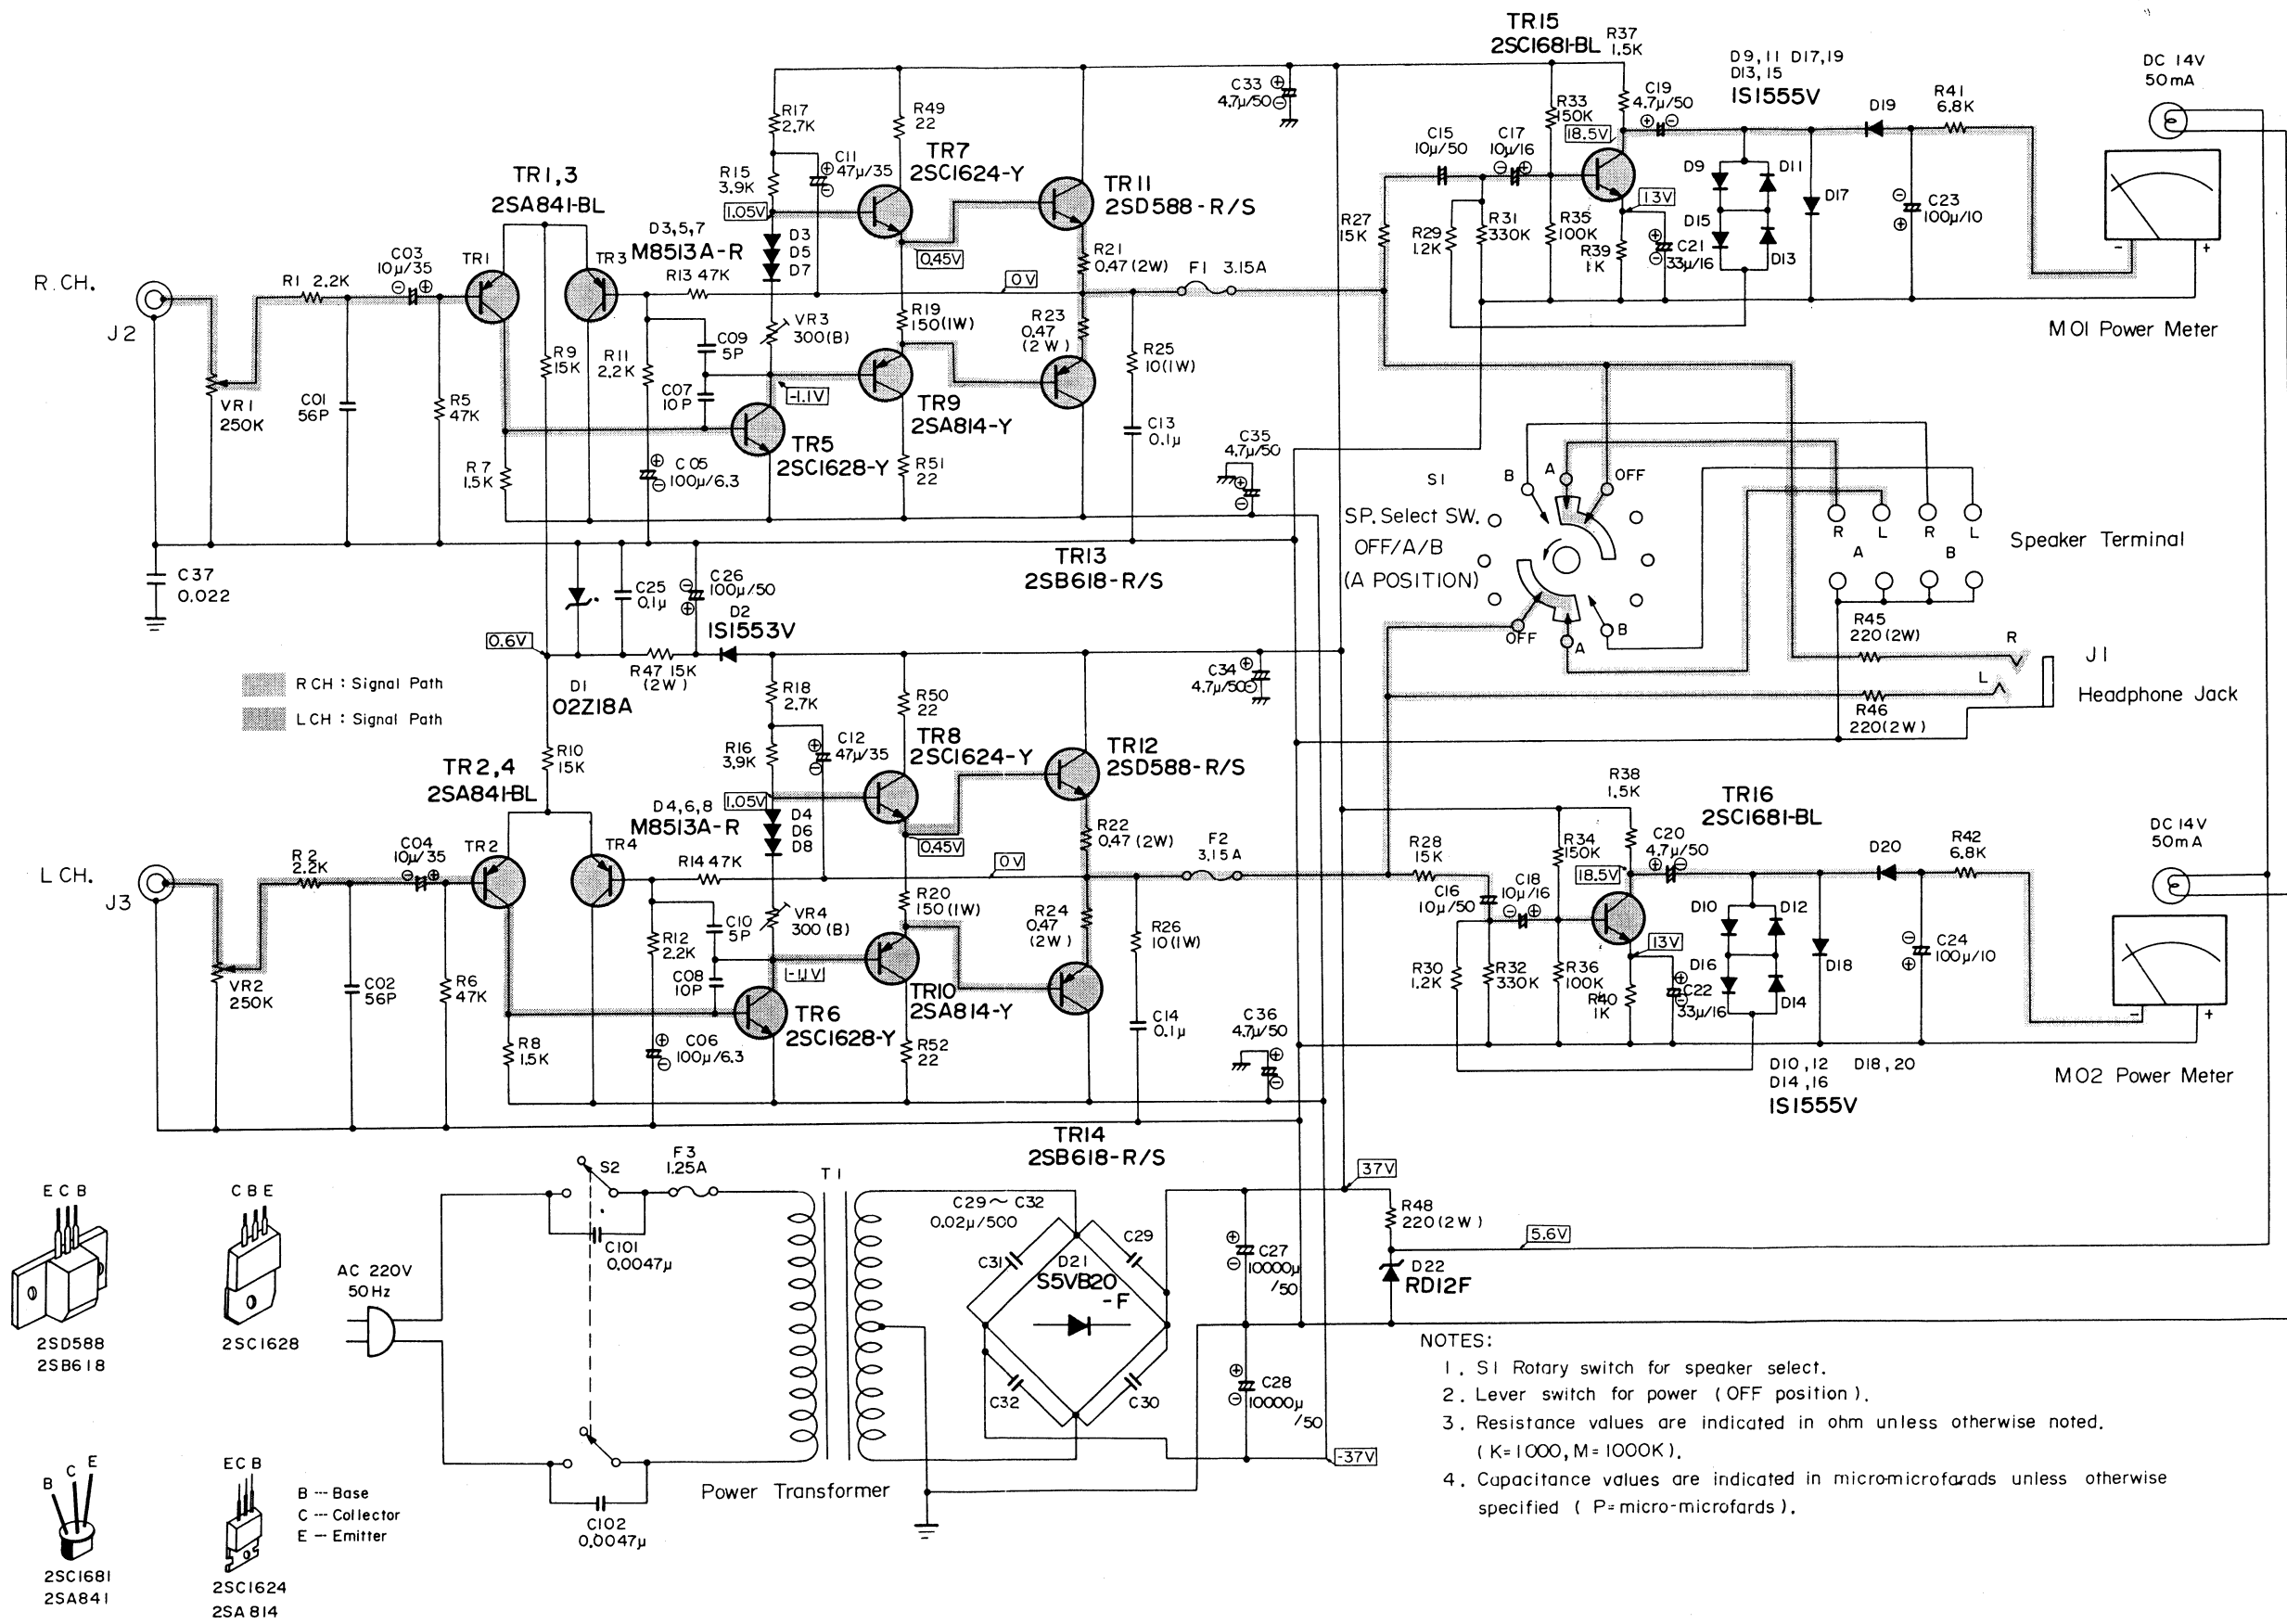 TR15
2SC1681-BL
R37
1.5K
D9,11 D17,19
D13,15
1S1555V
DC 14V
50mA
C33
4.7µ/50
R33
150K
18.5V
C19
4.7µ/50
D19
R41
6.8K
R17
2.7K
R49
22
C15
10µ/50
C17
10µ/16
TR1,3
2SA841-BL
R15
3.9K
C11
47µ/35
TR7
2SC1624-Y
TR11
2SD588-R/S
D9
D11
D17
C23
100µ/10
- +
1.05V
13V
D3,5,7
M8513A-R
D3
D5
D7
0.45V
R21
0.47(2W)
R27
15K
R29
1.2K
R31
330K
R35
100K
R39
1K
C21
33µ/16
D15
D13
R. CH.
J2
R1 2.2K
C03
10µ/35
TR1
TR3
R13 47K
0V
F1 3.15A
M01 Power Meter
VR1
250K
C01
56P
R5
47K
R9
15K
R11
2.2K
C09
5P
C07
10P
VR3
300(B)
R19
150(1W)
R23
0.47
(2W)
R25
10(1W)
-1.1V
TR9
2SA814-Y
TR5
2SC1628-Y
R7
1.5K
C05
100µ/6.3
R51
22
C13
0.1µ
C35
4.7µ/50
S1
B A OFF
SP. Select SW.
OFF/A/B
(A POSITION)
OFF A B
R L R L
A B
Speaker Terminal
TR13
2SB618-R/S
C37
0.022
C25
0.1µ
C26
100µ/50
D2
1S1553V
0.6V
R47 15K
(2W)
D1
02Z18A
C34
4.7µ/50
R45
220(2W)
R
L
J1
Headphone Jack
R46
220(2W)
R CH : Signal Path
L CH : Signal Path
R18
2.7K
R50
22
R10
15K
R16
3.9K
C12
47µ/35
TR8
2SC1624-Y
TR12
2SD588-R/S
TR2,4
2SA841-BL
D4,6,8
M8513A-R
1.05V
D4
D6
D8
0.45V
R22
0.47(2W)
F2
3.15A
R38
1.5K
TR16
2SC1681-BL
DC 14V
50mA
L CH.
J3
R2
2.2K
C04
10µ/35
TR2
TR4
R14 47K
0V
R28
15K
R34
150K
18.5V
C20
4.7µ/50
D20
R42
6.8K
C16
10µ/50
C18
10µ/16
D10
D12
VR2
250K
C02
56P
R6
47K
R12
2.2K
C10
5P
C08
10P
VR4
300(B)
R20
150(1W)
R24
0.47
(2W)
R26
10(1W)
-1.1V
TR10
2SA814-Y
TR6
2SC1628-Y
R30
1.2K
R32
330K
R36
100K
R40
1K
13V
C22
33µ/16
D16
D14
D18
C24
100µ/10
- +
R8
1.5K
C06
100µ/6.3
R52
22
C14
0.1µ
C36
4.7µ/50
D10,12 D18,20
D14,16
1S1555V
M02 Power Meter
TR14
2SB618-R/S
E C B
2SD588
2SB618
C B E
2SC1628
S2
F3
1.25A
T1
C101
0.0047µ
AC 220V
50Hz
C102
0.0047µ
Power Transformer
C29～C32
0.02µ/500
C31
C29
D21
S5VB20
-F
C32
C30
C27
10000µ
/50
C28
10000µ
/50
37V
R48
220(2W)
5.6V
D22
RD12F
-37V
B C E
2SC1681
2SA841
E C B
2SC1624
2SA814
B --- Base
C --- Collector
E --- Emitter
NOTES:
1. S1 Rotary switch for speaker select.
2. Lever switch for power (OFF position).
3. Resistance values are indicated in ohm unless otherwise noted.
(K=1000, M=1000K).
4. Capacitance values are indicated in micromicrofarads unless otherwise
specified (P=micro-microfards).